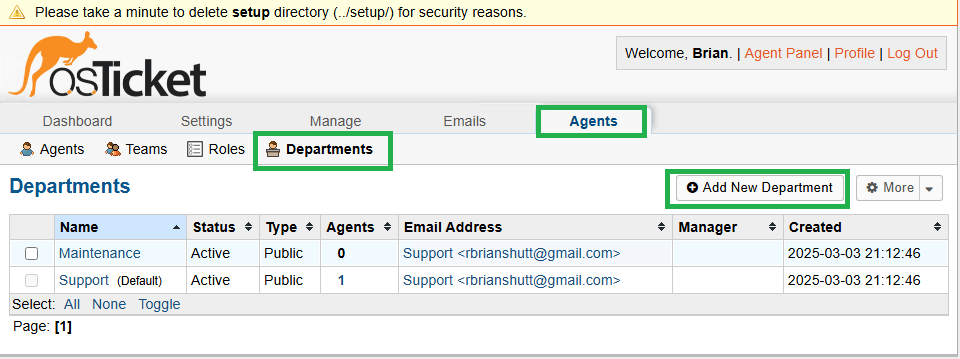 Please take a minute to delete setup directory (../setup/) for security reasons.
osTicket
Welcome, Brian. | Agent Panel | Profile | Log Out
Dashboard Settings Manage Emails Agents
Agents Teams Roles Departments
Departments
Add New Department More
Name Status Type Agents Email Address Manager Created
Maintenance Active Public 0 Support <rbrianshutt@gmail.com> 2025-03-03 21:12:46
Support (Default) Active Public 1 Support <rbrianshutt@gmail.com> 2025-03-03 21:12:46
Select: All None Toggle
Page: [1]